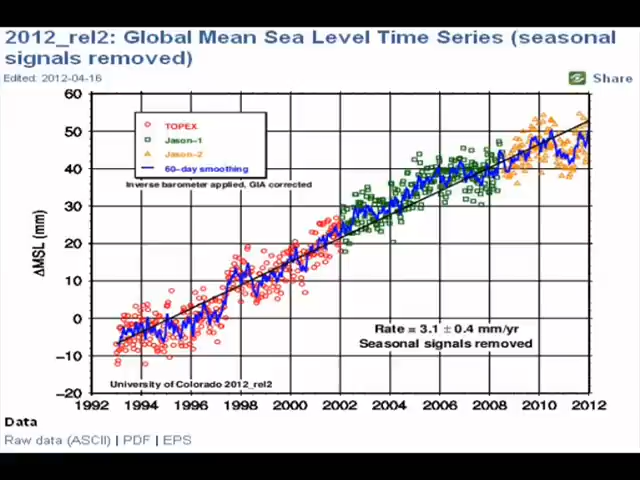 2012_rel2: Global Mean Sea Level Time Series (seasonal
signals removed)
Edited: 2012-04-16
Share
60
50
40
30
20
10
0
−10
−20
ΔMSL (mm)
TOPEX
Jason−1
Jason−2
60−day smoothing
Inverse barometer applied, GIA corrected
Rate = 3.1 ± 0.4 mm/yr
Seasonal signals removed
University of Colorado 2012_rel2
1992 1994 1996 1998 2000 2002 2004 2006 2008 2010 2012
Data
Raw data (ASCII) | PDF | EPS